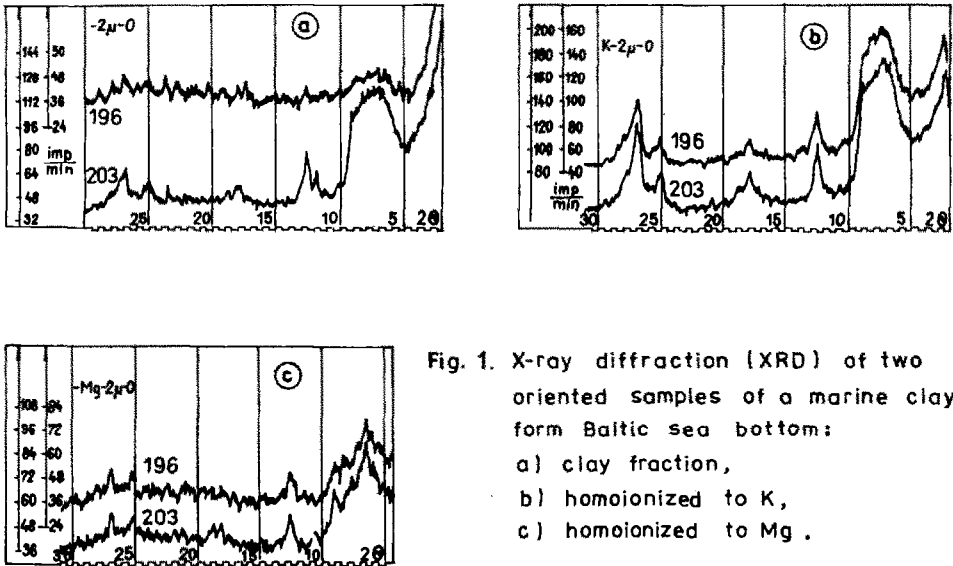 -2μ-0
a
144 50
128 48
112 36
96 24
80 imp/min
64
48
32
196
203
25 20 15 10 5 2Θ
K-2μ-0
b
200 160
180 140
160 120
140 100
120 80
100 60
80 40
imp/min
196
203
30 25 20 15 10 5 2Θ
-Mg-2μ-0
c
108 84
96 72
84 60
72 48
60 36
48 24
36
196
203
30 25 20 15 10 2Θ
Fig. 1. X-ray diffraction (XRD) of two
oriented samples of a marine clay
form Baltic sea bottom:
a) clay fraction,
b) homoionized to K,
c) homoionized to Mg.